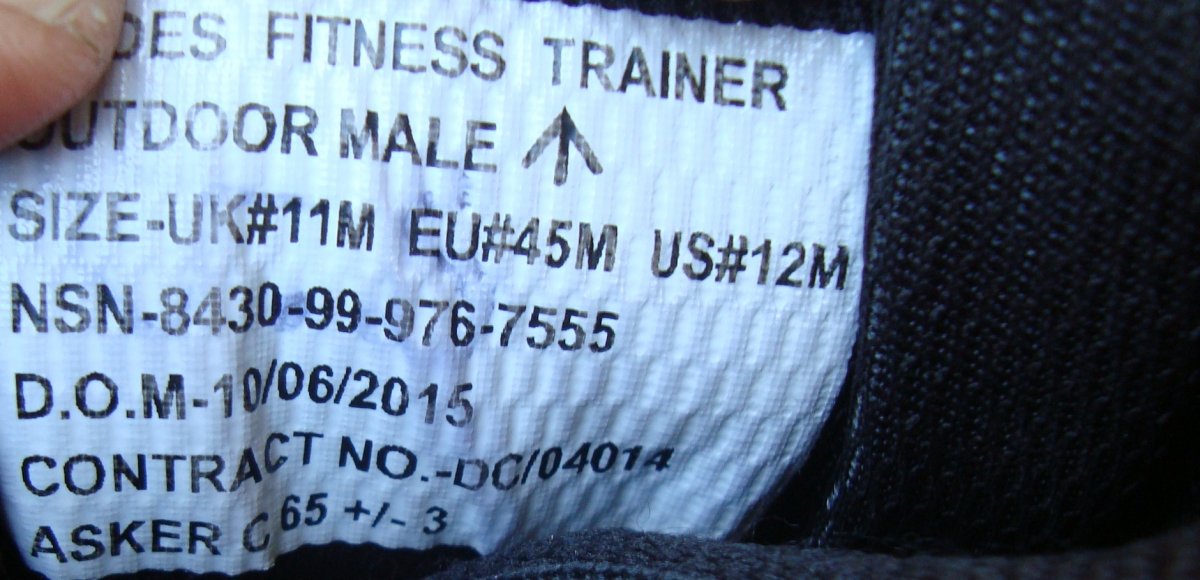 FITNESS TRAINER
OUTDOOR MALE
SIZE-UK#11M EU#45M US#12M
NSN-8430-99-976-7555
D.O.M-10/06/2015
CONTRACT NO.-DC/04014
ASKER C 65 +/- 3